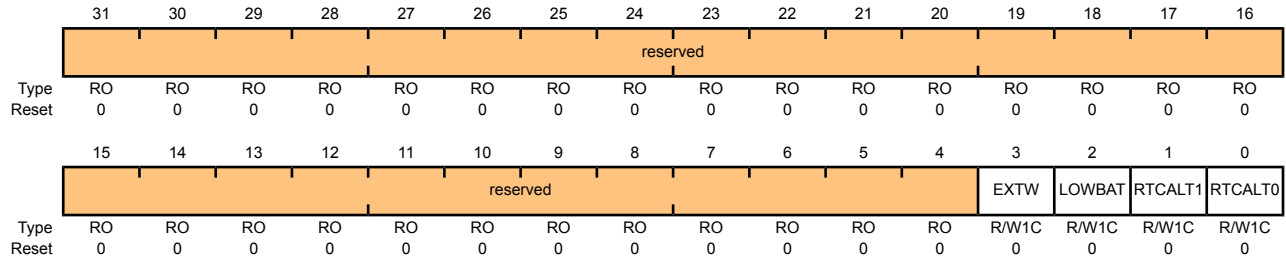 31 30 29 28 27 26 25 24 23 22 21 20 19 18 17 16
reserved
Type RO RO RO RO RO RO RO RO RO RO RO RO RO RO RO RO
Reset 0 0 0 0 0 0 0 0 0 0 0 0 0 0 0 0
15 14 13 12 11 10 9 8 7 6 5 4 3 2 1 0
reserved EXTW LOWBAT RTCALT1 RTCALT0
Type RO RO RO RO RO RO RO RO RO RO RO RO R/W1C R/W1C R/W1C R/W1C
Reset 0 0 0 0 0 0 0 0 0 0 0 0 0 0 0 0